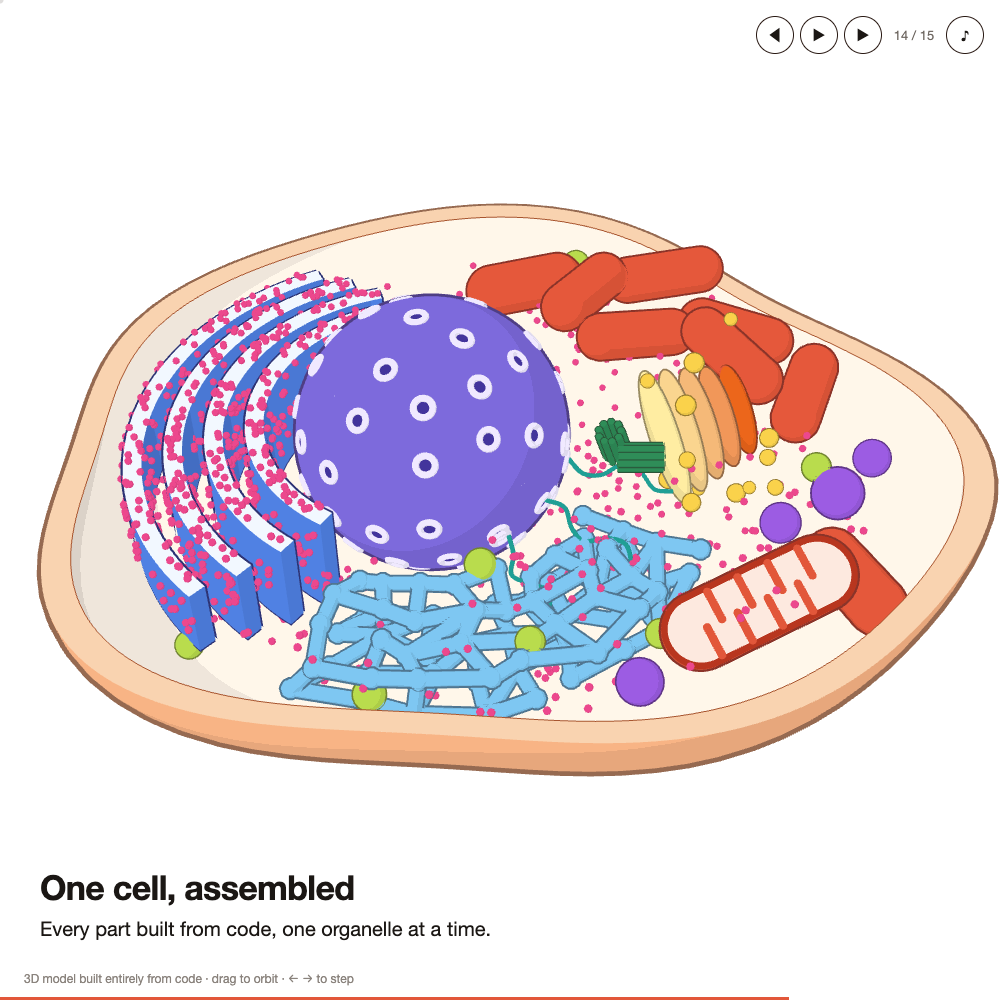 14 / 15
One cell, assembled
Every part built from code, one organelle at a time.
3D model built entirely from code · drag to orbit · ← → to step